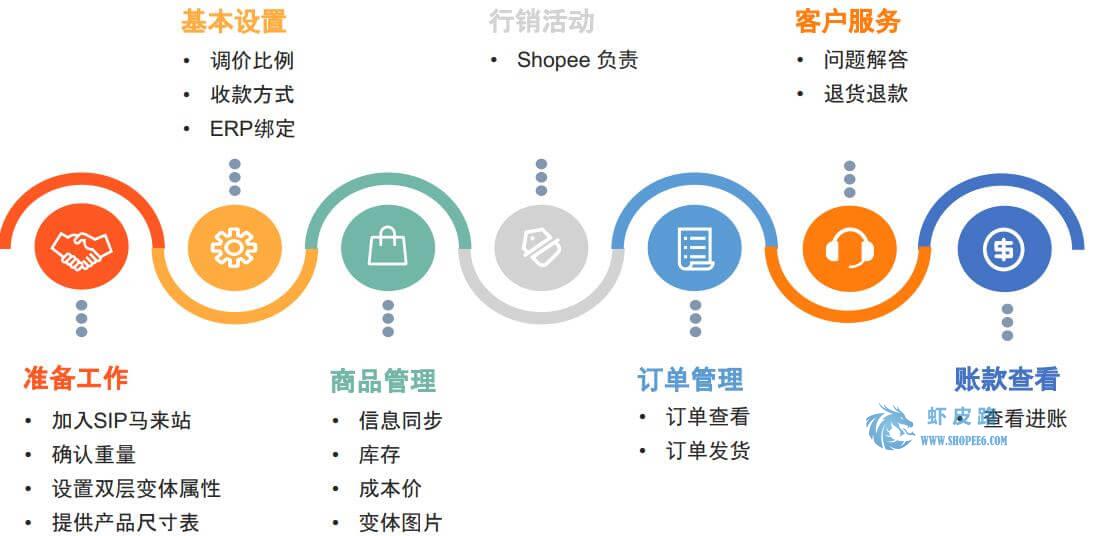 基本设置
• 调价比例
• 收款方式
• ERP绑定
行销活动
• Shopee 负责
客户服务
• 问题解答
• 退货退款
准备工作
• 加入SIP马来站
• 确认重量
• 设置双层变体属性
• 提供产品尺寸表
商品管理
• 信息同步
• 库存
• 成本价
• 变体图片
订单管理
• 订单查看
• 订单发货
账款查看
• 查看进账
虾皮路
WWW.SHOPEE6.COM